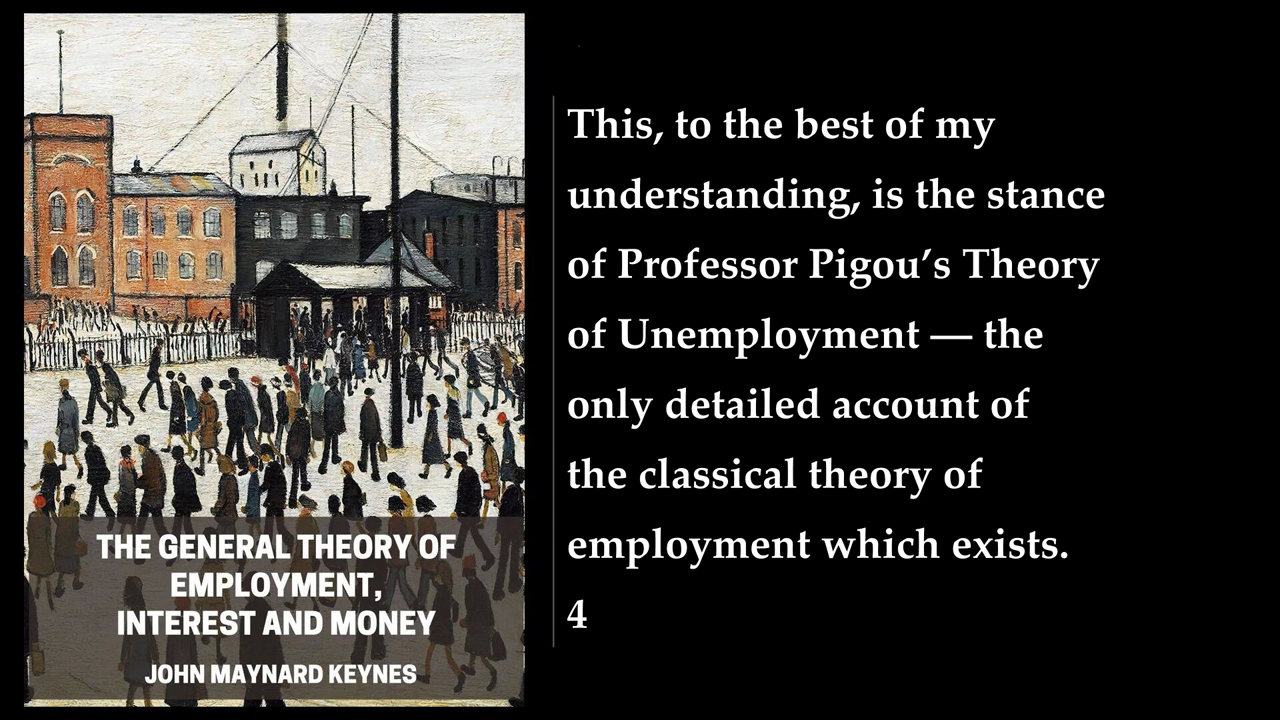 THE GENERAL THEORY OF
EMPLOYMENT,
INTEREST AND MONEY
JOHN MAYNARD KEYNES
This, to the best of my
understanding, is the stance
of Professor Pigou’s Theory
of Unemployment — the
only detailed account of
the classical theory of
employment which exists.
4